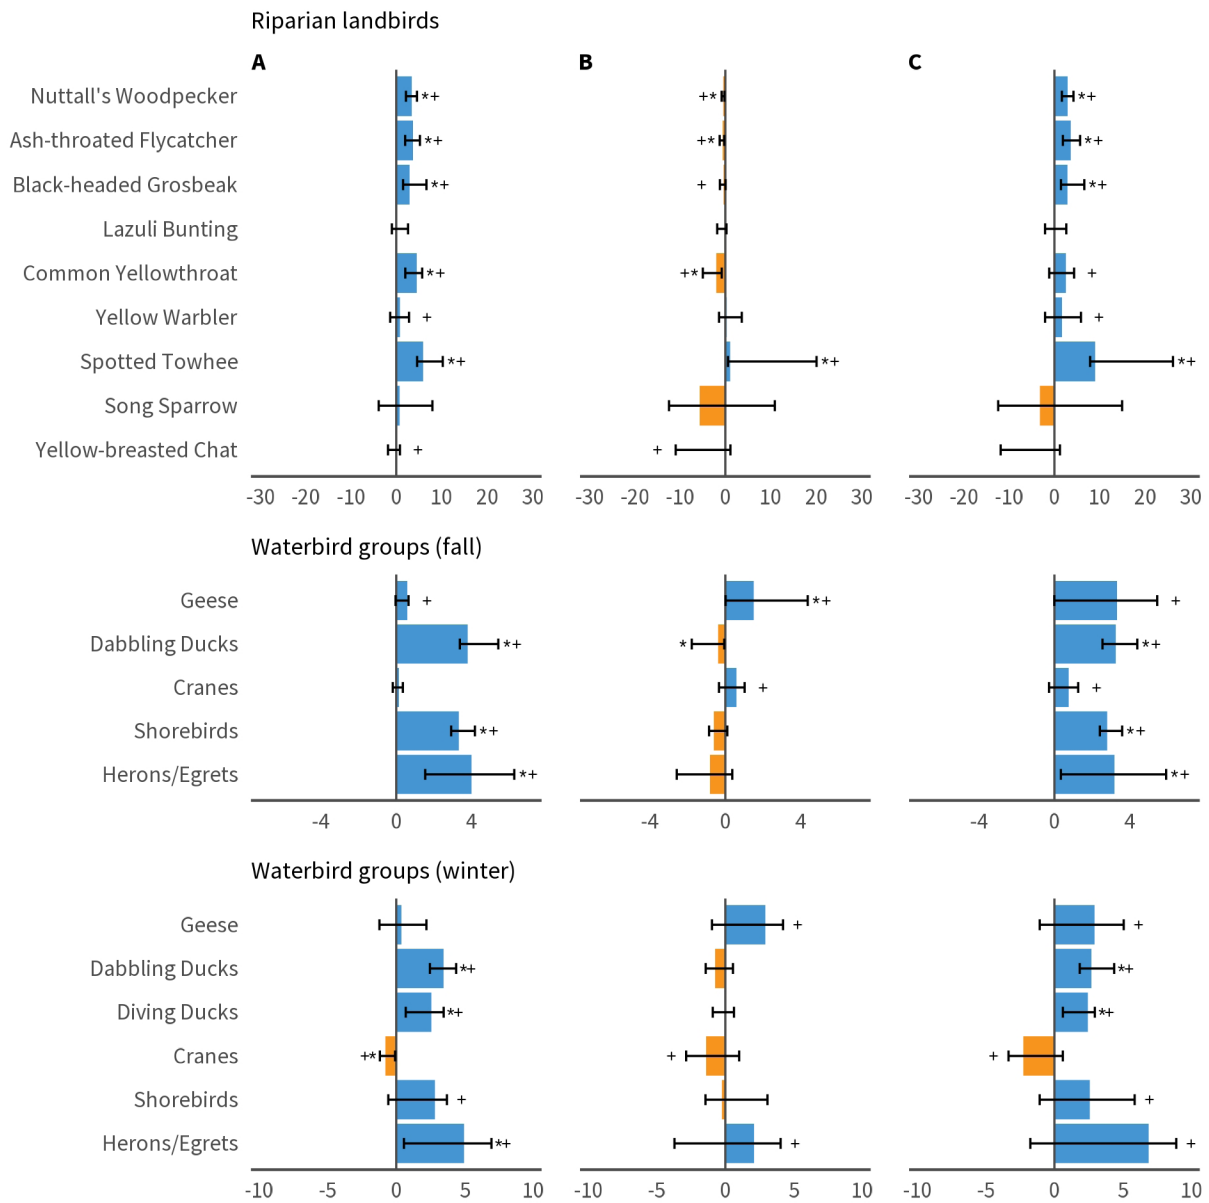 Riparian landbirds
A B C
Nuttall's Woodpecker *+ +* *+
Ash-throated Flycatcher *+ +* *+
Black-headed Grosbeak *+ + *+
Lazuli Bunting
Common Yellowthroat *+ +* +
Yellow Warbler + +
Spotted Towhee *+ *+ *+
Song Sparrow
Yellow-breasted Chat + +
-30 -20 -10 0 10 20 30 -30 -20 -10 0 10 20 30 -30 -20 -10 0 10 20 30
Waterbird groups (fall)
Geese + *+ +
Dabbling Ducks *+ * *+
Cranes + +
Shorebirds *+ *+
Herons/Egrets *+ *+
-4 0 4 -4 0 4 -4 0 4
Waterbird groups (winter)
Geese + +
Dabbling Ducks *+ *+
Diving Ducks *+ *+
Cranes +* + +
Shorebirds + +
Herons/Egrets *+ + +
-10 -5 0 5 10 -10 -5 0 5 10 -10 -5 0 5 10